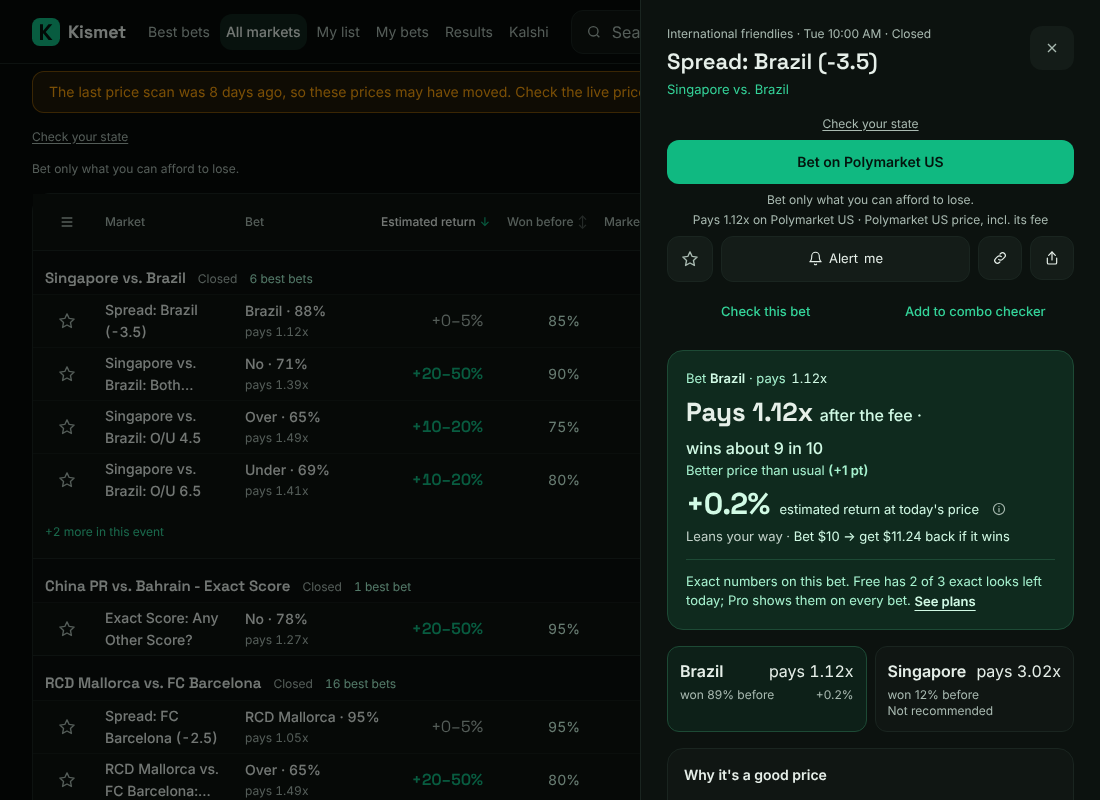 Kismet
Best bets
All markets
My list
My bets
Results
Kalshi
Sea
The last price scan was 8 days ago, so these prices may have moved. Check the live pric
Check your state
Bet only what you can afford to lose.
Market
Bet
Estimated return ↓
Won before
Marke
Singapore vs. Brazil Closed 6 best bets
Spread: Brazil
(-3.5)
Brazil · 88%
pays 1.12x
+0–5%
85%
Singapore vs.
Brazil: Both...
No · 71%
pays 1.39x
+20–50%
90%
Singapore vs.
Brazil: O/U 4.5
Over · 65%
pays 1.49x
+10–20%
75%
Singapore vs.
Brazil: O/U 6.5
Under · 69%
pays 1.41x
+10–20%
80%
+2 more in this event
China PR vs. Bahrain - Exact Score Closed 1 best bet
Exact Score: Any
Other Score?
No · 78%
pays 1.27x
+20–50%
95%
RCD Mallorca vs. FC Barcelona Closed 16 best bets
Spread: FC
Barcelona (-2.5)
RCD Mallorca · 95%
pays 1.05x
+0–5%
95%
RCD Mallorca vs.
FC Barcelona:...
Over · 65%
pays 1.49x
+20–50%
80%
International friendlies · Tue 10:00 AM · Closed
Spread: Brazil (-3.5)
Singapore vs. Brazil
Check your state
Bet on Polymarket US
Bet only what you can afford to lose.
Pays 1.12x on Polymarket US · Polymarket US price, incl. its fee
Alert me
Check this bet
Add to combo checker
Bet Brazil · pays 1.12x
Pays 1.12x after the fee ·
wins about 9 in 10
Better price than usual (+1 pt)
+0.2% estimated return at today's price
Leans your way · Bet $10 → get $11.24 back if it wins
Exact numbers on this bet. Free has 2 of 3 exact looks left
today; Pro shows them on every bet. See plans
Brazil pays 1.12x
won 89% before +0.2%
Singapore pays 3.02x
won 12% before
Not recommended
Why it's a good price